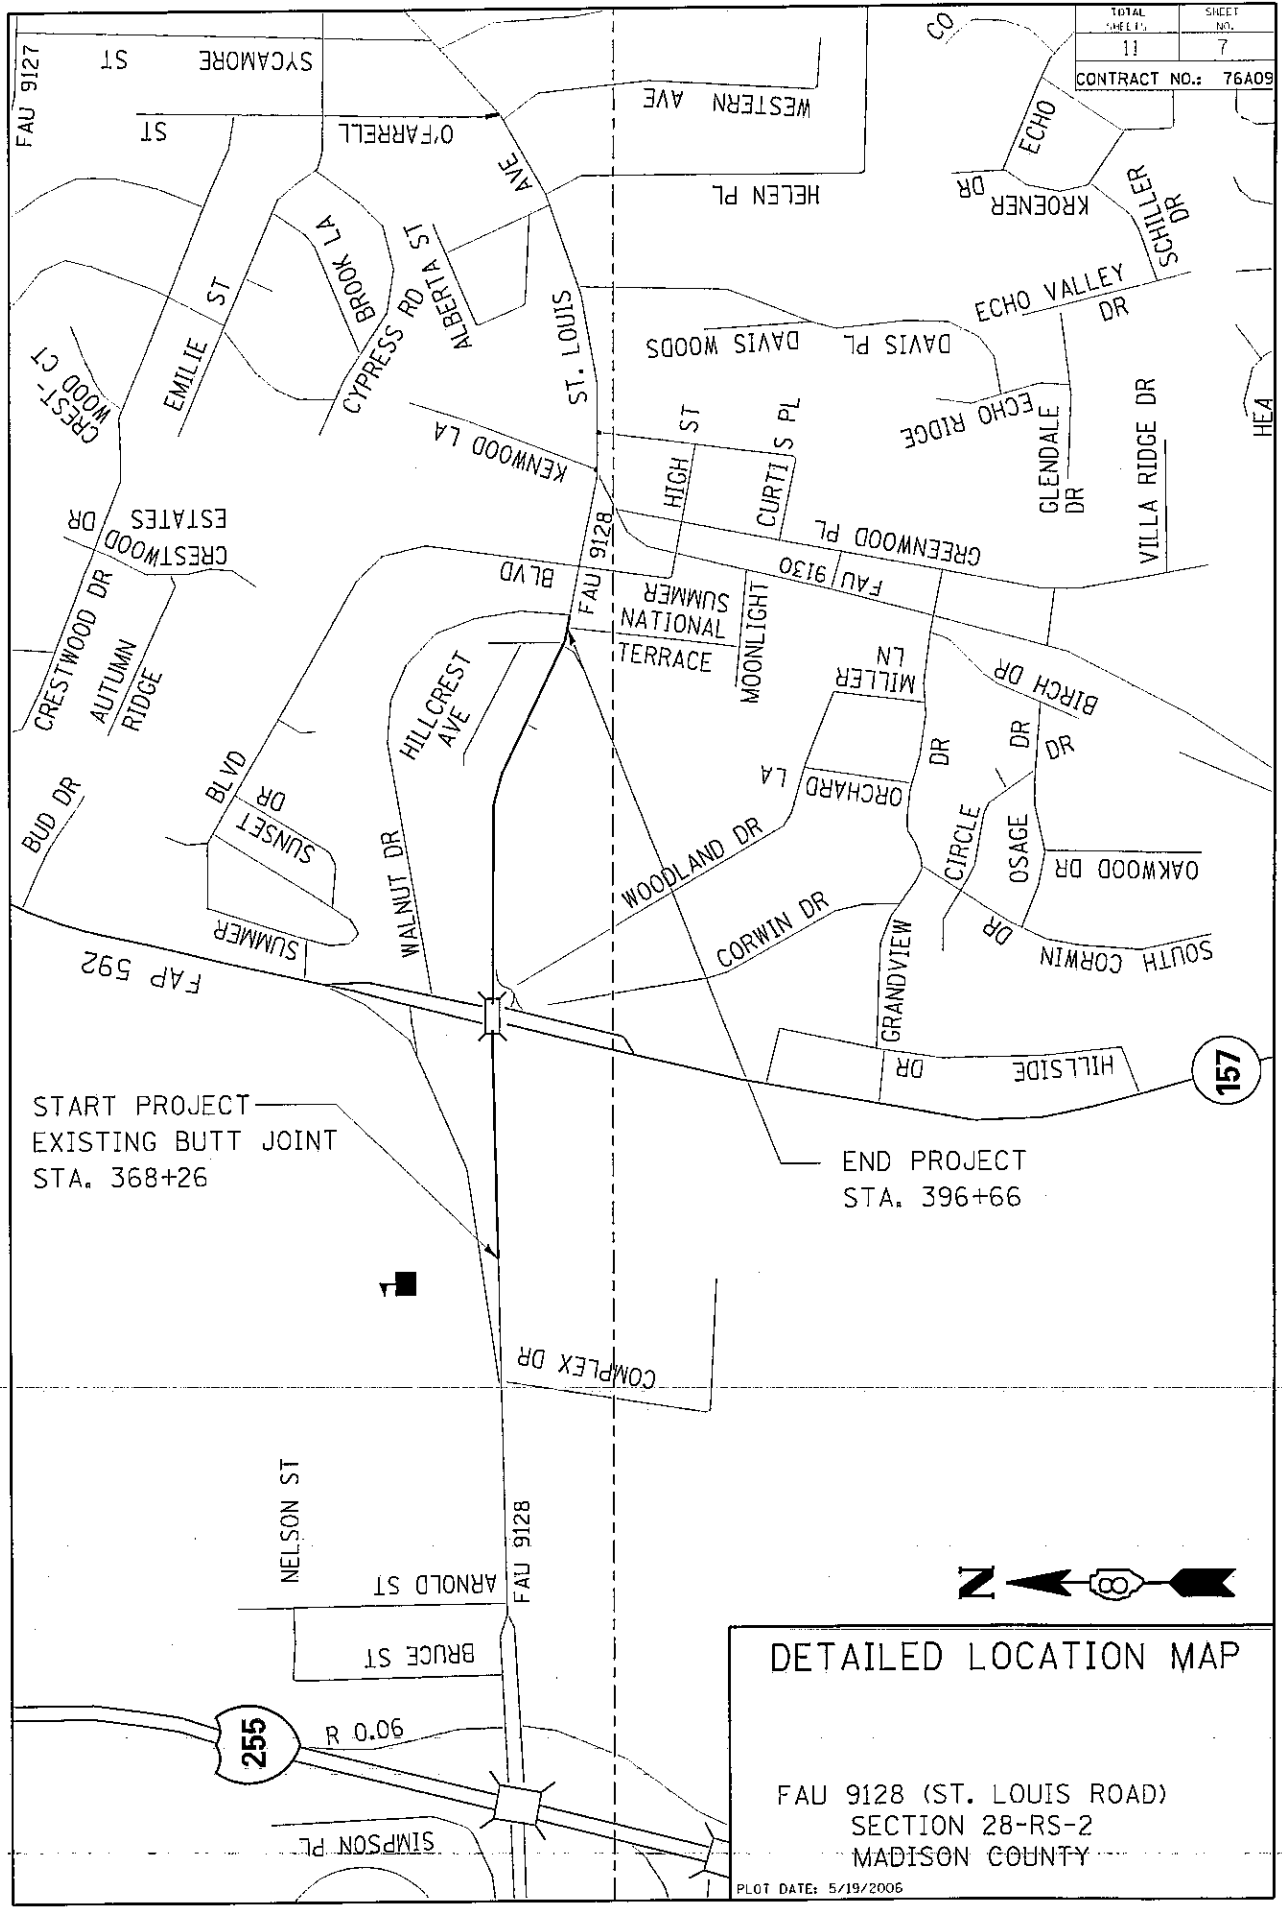 TOTAL SHEETS
SHEET NO.
11
7
CONTRACT NO.: 76A09
FAU 9127
SYCAMORE ST
O'FARRELL ST
WESTERN AVE
CO
ECHO
HELEN PL
KROENER DR
SCHILLER DR
AVE
BROOK LA
ALBERTA ST
EMILIE ST
CYPRESS RD
CREST-
WOOD CT
ST. LOUIS
ECHO VALLEY DR
DAVIS WOODS
DAVIS PL
ECHO RIDGE
GLENDALE DR
VILLA RIDGE DR
HEA
KENWOOD LA
HIGH ST
CURTIS PL
GREENWOOD PL
CRESTWOOD DR
CRESTWOOD
ESTATES
CRESTWOOD DR
AUTUMN
RIDGE
BLVD
FAU 9128
FAU 9130
SUMMER
NATIONAL
TERRACE
MOONLIGHT
MILLER LN
BIRCH DR
HILLCREST
AVE
BUD DR
BLVD
SUNSET DR
SUMMER
WALNUT DR
ORCHARD LA
WOODLAND DR
CORWIN DR
DR
DR
DR
CIRCLE
OSAGE
OAKWOOD DR
SOUTH CORWIN
DR
GRANDVIEW
HILLSIDE DR
FAP 592
157
START PROJECT
EXISTING BUTT JOINT
STA. 368+26
END PROJECT
STA. 396+66
COMPLEX DR
NELSON ST
ARNOLD ST
FAU 9128
BRUCE ST
255
R 0.06
SIMPSON PL
N
DETAILED LOCATION MAP
FAU 9128 (ST. LOUIS ROAD)
SECTION 28-RS-2
MADISON COUNTY
PLOT DATE: 5/19/2006